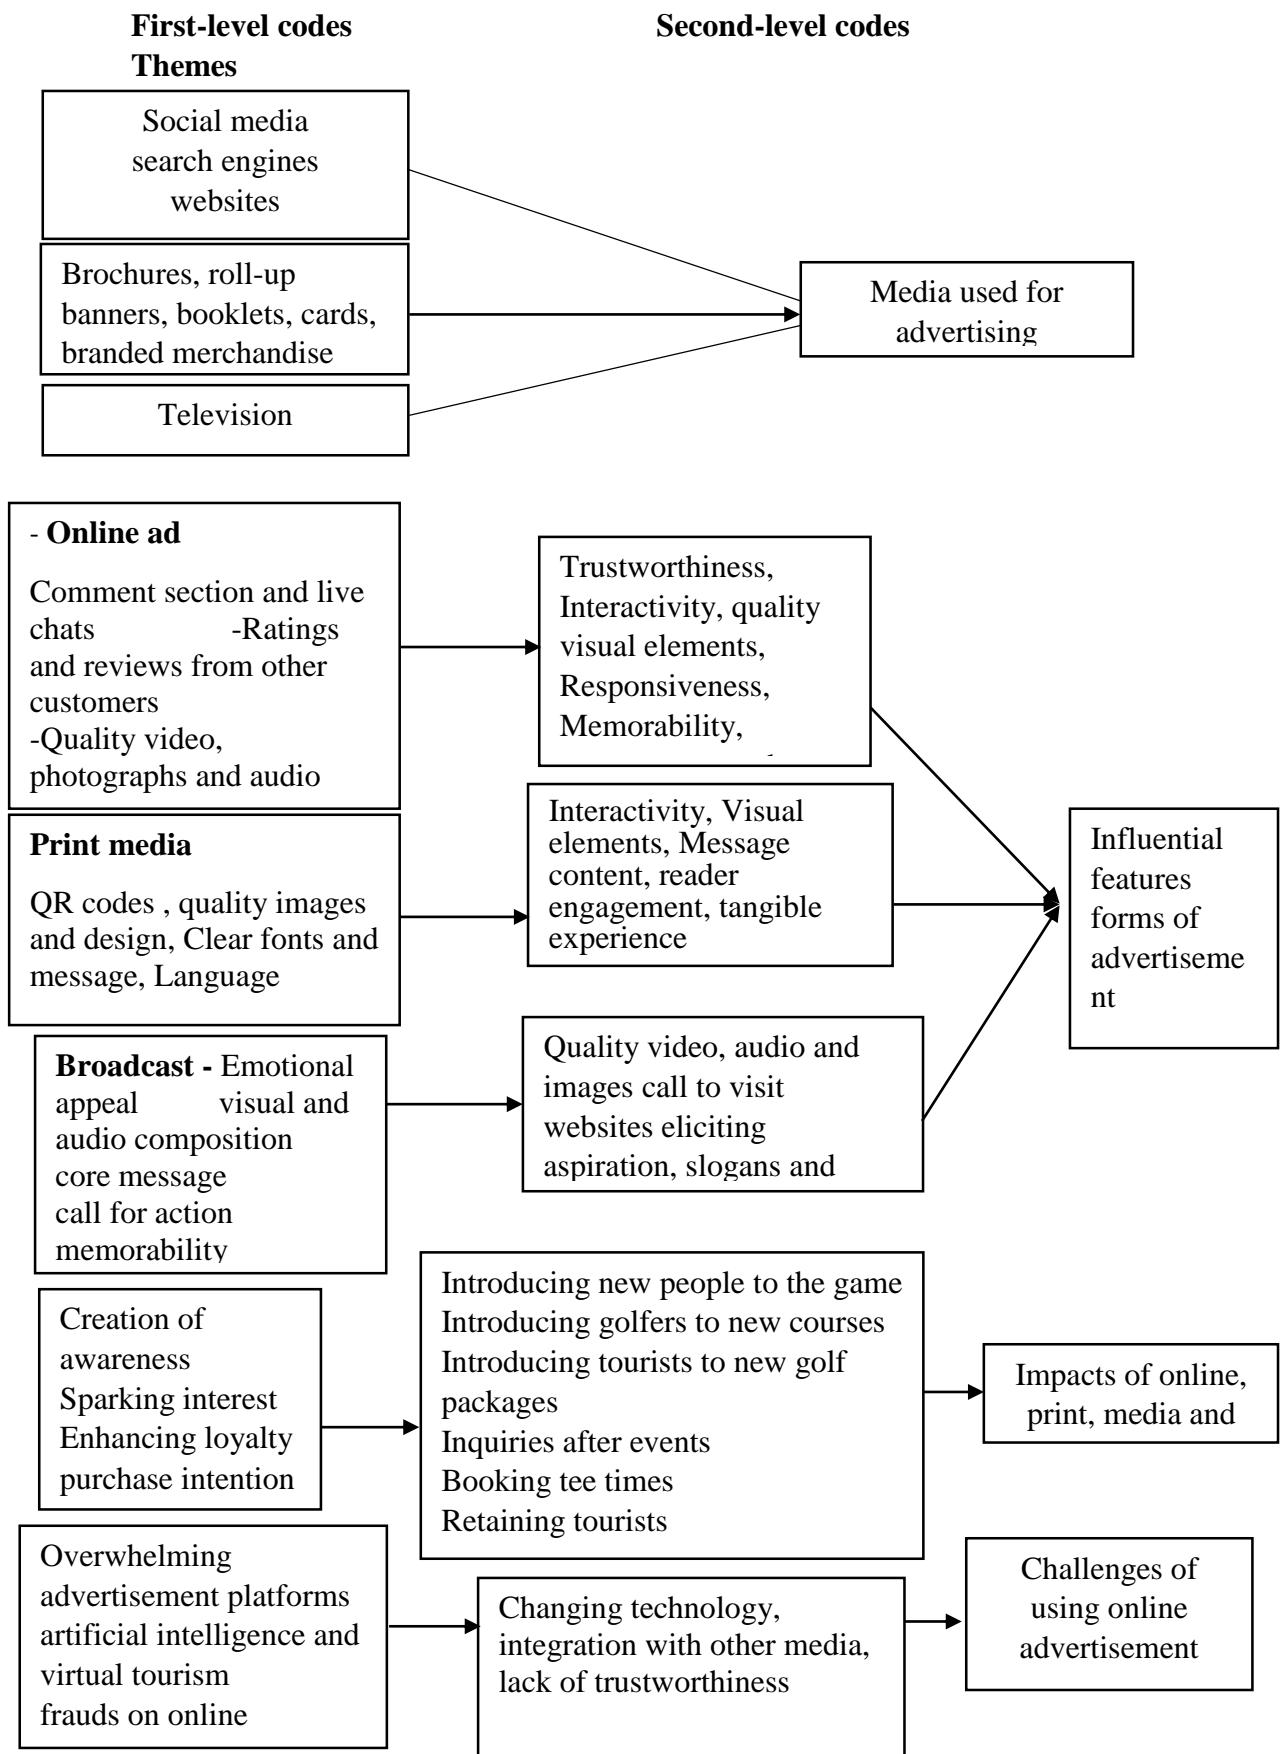 First-level codes Second-level codes
Themes
Social media
search engines
websites
Brochures, roll-up
banners, booklets, cards,
branded merchandise
Television
Media used for
advertising
- Online ad
Comment section and live
chats -Ratings
and reviews from other
customers
-Quality video,
photographs and audio
Trustworthiness,
Interactivity, quality
visual elements,
Responsiveness,
Memorability,
Print media
QR codes , quality images
and design, Clear fonts and
message, Language
Interactivity, Visual
elements, Message
content, reader
engagement, tangible
experience
Influential
features
forms of
advertiseme
nt
Broadcast - Emotional
appeal visual and
audio composition
core message
call for action
memorability
Quality video, audio and
images call to visit
websites eliciting
aspiration, slogans and
Creation of
awareness
Sparking interest
Enhancing loyalty
purchase intention
Introducing new people to the game
Introducing golfers to new courses
Introducing tourists to new golf
packages
Inquiries after events
Booking tee times
Retaining tourists
Impacts of online,
print, media and
Overwhelming
advertisement platforms
artificial intelligence and
virtual tourism
frauds on online
Changing technology,
integration with other media,
lack of trustworthiness
Challenges of
using online
advertisement